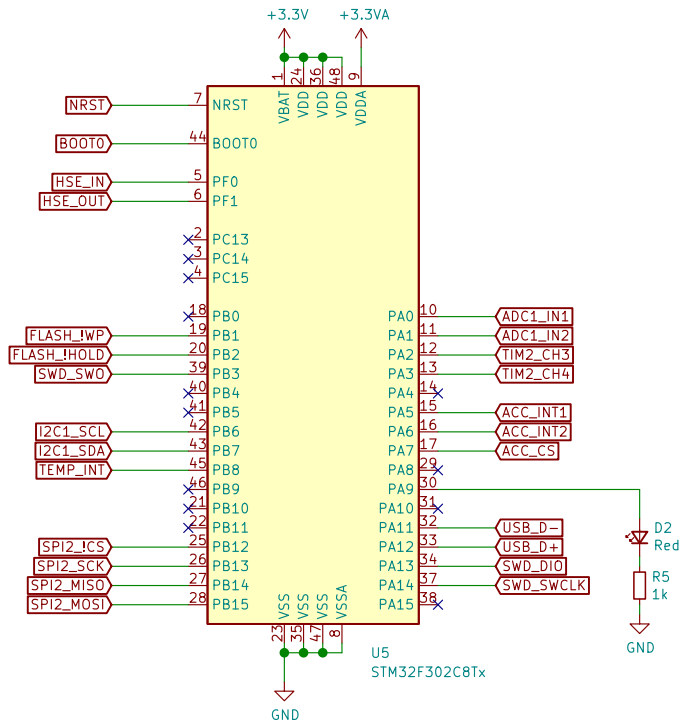 +3.3V +3.3VA
1 24 36 48 9
VBAT VDD VDD VDD VDDA
NRST 7 NRST
BOOT0 44 BOOT0
HSE_IN 5 PF0
HSE_OUT 6 PF1
2 PC13
3 PC14
4 PC15
18 PB0 PA0 10 ADC1_IN1
FLASH_!WP 19 PB1 PA1 11 ADC1_IN2
FLASH_!HOLD 20 PB2 PA2 12 TIM2_CH3
SWD_SWO 39 PB3 PA3 13 TIM2_CH4
40 PB4 PA4 14
41 PB5 PA5 15 ACC_INT1
I2C1_SCL 42 PB6 PA6 16 ACC_INT2
I2C1_SDA 43 PB7 PA7 17 ACC_CS
TEMP_INT 45 PB8 PA8 29
46 PB9 PA9 30
21 PB10 PA10 31
22 PB11 PA11 32 USB_D-
D2
SPI2_!CS 25 PB12 PA12 33 USB_D+
Red
SPI2_SCK 26 PB13 PA13 34 SWD_DIO
SPI2_MISO 27 PB14 PA14 37 SWD_SWCLK
R5
1k
SPI2_MOSI 28 PB15 PA15 38
VSS VSS VSS VSSA
23 35 47 8
GND
U5
STM32F302C8Tx
GND